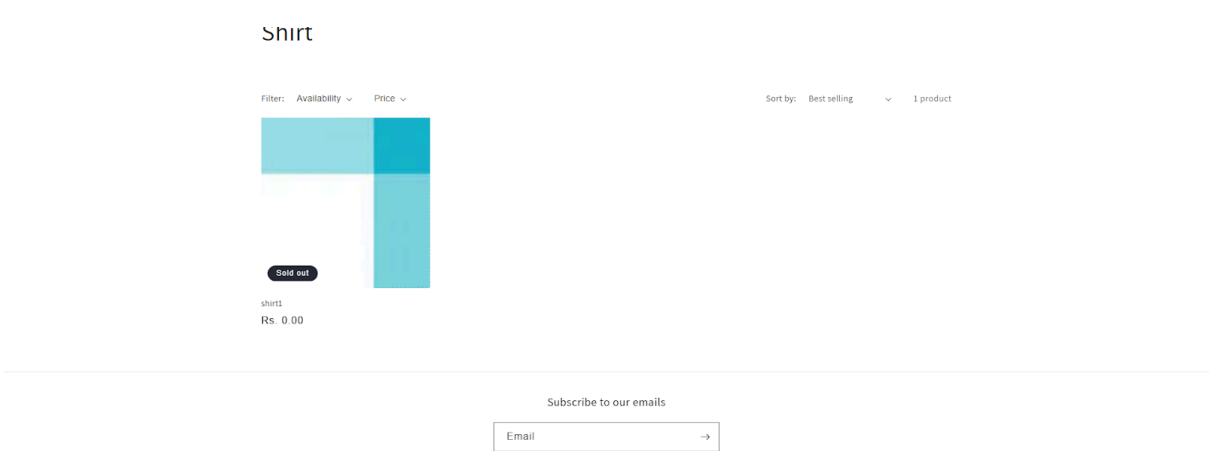 Shirt
Filter: Availability Price Sort by: Best selling 1 product
Sold out
shirt1
Rs. 0.00
Subscribe to our emails
Email